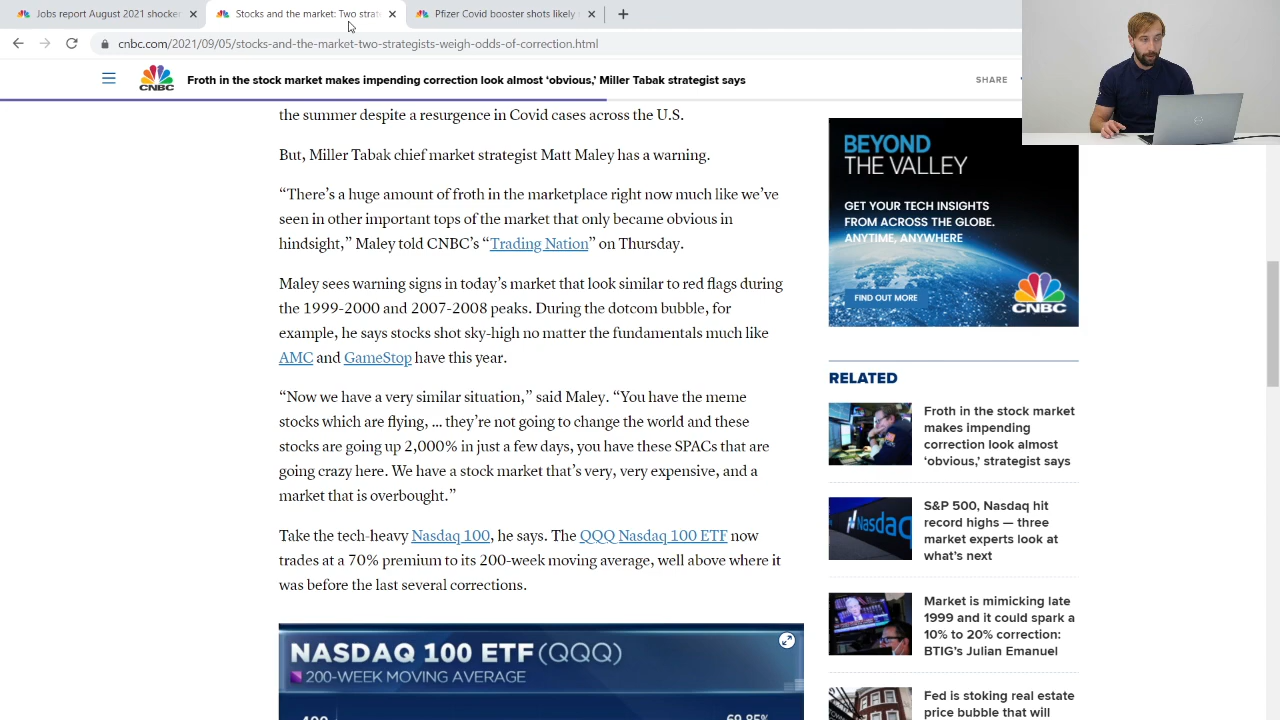 Jobs report August 2021: Nonfa
Stocks and the market: Two strat
Pfizer Covid booster shots likely
cnbc.com/2021/09/05/stocks-and-the-market-two-strategists-weigh-odds-of-correction.html
CNBC
Froth in the stock market makes impending correction look almost ‘obvious,’ Miller Tabak strategist says
SHARE
the summer despite a resurgence in Covid cases across the U.S.
But, Miller Tabak chief market strategist Matt Maley has a warning.
“There’s a huge amount of froth in the marketplace right now much like we’ve
seen in other important tops of the market that only became obvious in
hindsight,” Maley told CNBC’s “Trading Nation” on Thursday.
Maley sees warning signs in today’s market that look similar to red flags during
the 1999-2000 and 2007-2008 peaks. During the dotcom bubble, for
example, he says stocks shot sky-high no matter the fundamentals much like
AMC and GameStop have this year.
“Now we have a very similar situation,” said Maley. “You have the meme
stocks which are flying, ... they’re not going to change the world and these
stocks are going up 2,000% in just a few days, you have these SPACs that are
going crazy here. We have a stock market that’s very, very expensive, and a
market that is overbought.”
Take the tech-heavy Nasdaq 100, he says. The QQQ Nasdaq 100 ETF now
trades at a 70% premium to its 200-week moving average, well above where it
was before the last several corrections.
NASDAQ 100 ETF (QQQ)
200-WEEK MOVING AVERAGE
400
69.85%
BEYOND
THE VALLEY
GET YOUR TECH INSIGHTS
FROM ACROSS THE GLOBE.
ANYTIME, ANYWHERE
FIND OUT MORE
CNBC
RELATED
Froth in the stock market
makes impending
correction look almost
‘obvious,’ strategist says
Nasdaq
S&P 500, Nasdaq hit
record highs — three
market experts look at
what’s next
Market is mimicking late
1999 and it could spark a
10% to 20% correction:
BTIG’s Julian Emanuel
Fed is stoking real estate
price bubble that will